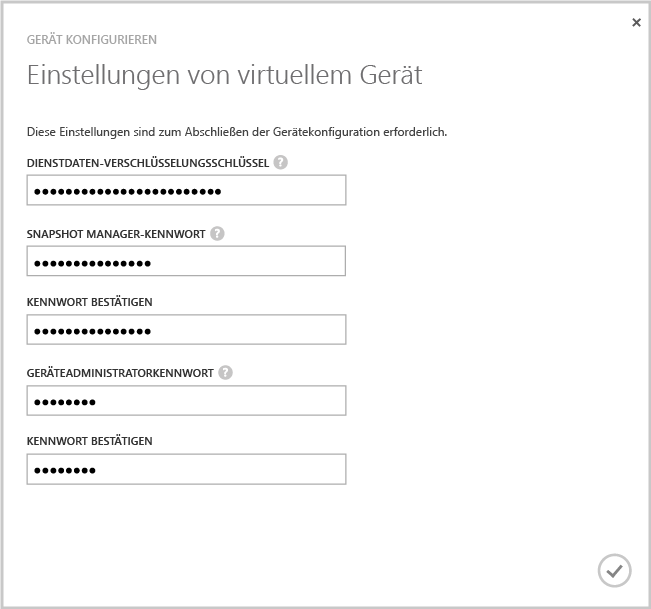 GERÄT KONFIGURIEREN
Einstellungen von virtuellem Gerät
Diese Einstellungen sind zum Abschließen der Gerätekonfiguration erforderlich.
DIENSTDATEN-VERSCHLÜSSELUNGSSCHLÜSSEL ?
●●●●●●●●●●●●●●●●●●●●●●●●
SNAPSHOT MANAGER-KENNWORT ?
●●●●●●●●●●●●●●●
KENNWORT BESTÄTIGEN
●●●●●●●●●●●●●●●
GERÄTEADMINISTRATORKENNWORT ?
●●●●●●●●
KENNWORT BESTÄTIGEN
●●●●●●●●